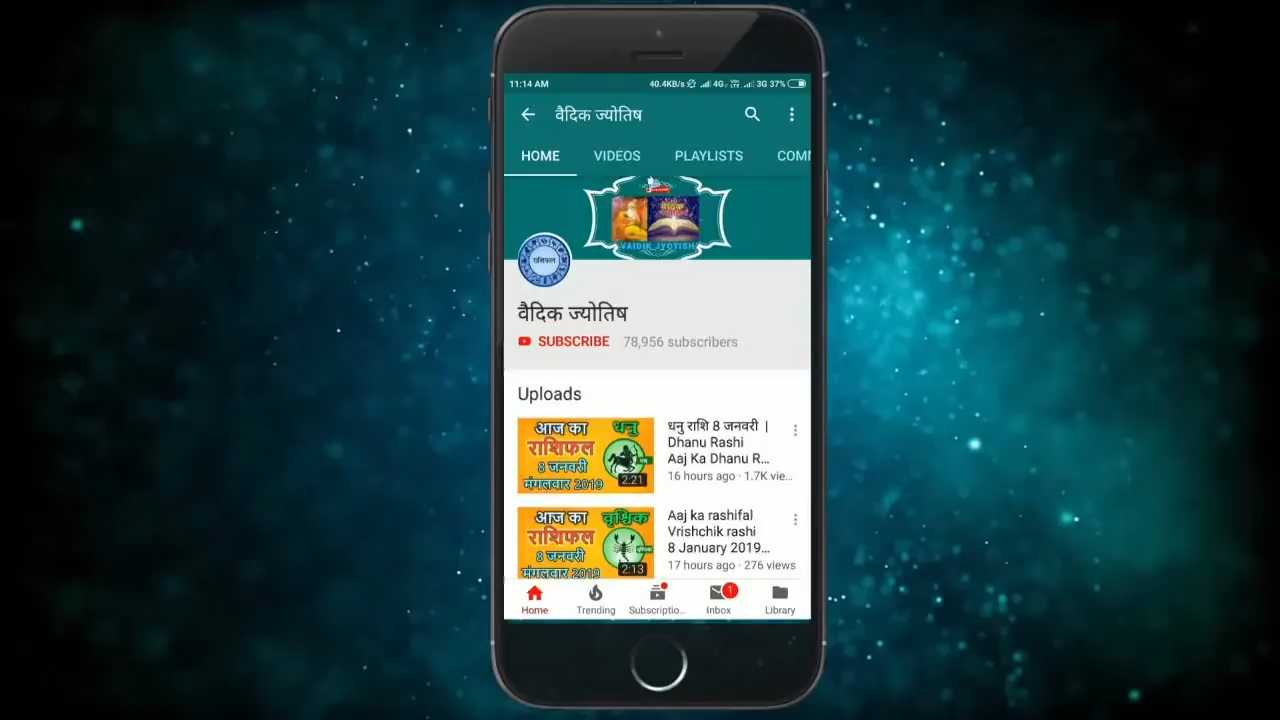 11:14 AM 40.4KB/s 4G 3G 37%
वैदिक ज्योतिष
HOME VIDEOS PLAYLISTS COMM
वैदिक
VAIDIK JYOTISH
राशिफल
वैदिक ज्योतिष
SUBSCRIBE 78,956 subscribers
Uploads
आज का धनु
राशिफल
8 जनवरी
मंगलवार 2019 2:21
धनु राशि 8 जनवरी |
Dhanu Rashi
Aaj Ka Dhanu R...
16 hours ago · 1.7K vie...
आज का वृश्चिक
राशिफल
8 जनवरी
मंगलवार 2019 2:13
Aaj ka rashifal
Vrishchik rashi
8 January 2019...
17 hours ago · 276 views
Home Trending Subscriptio... Inbox 1 Library